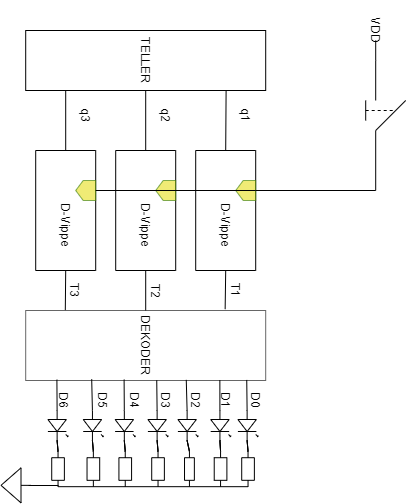 VDD
TELLER
q3
q2
q1
D-Vippe
D-Vippe
D-Vippe
T3
T2
T1
DEKODER
D6
D5
D4
D3
D2
D1
D0